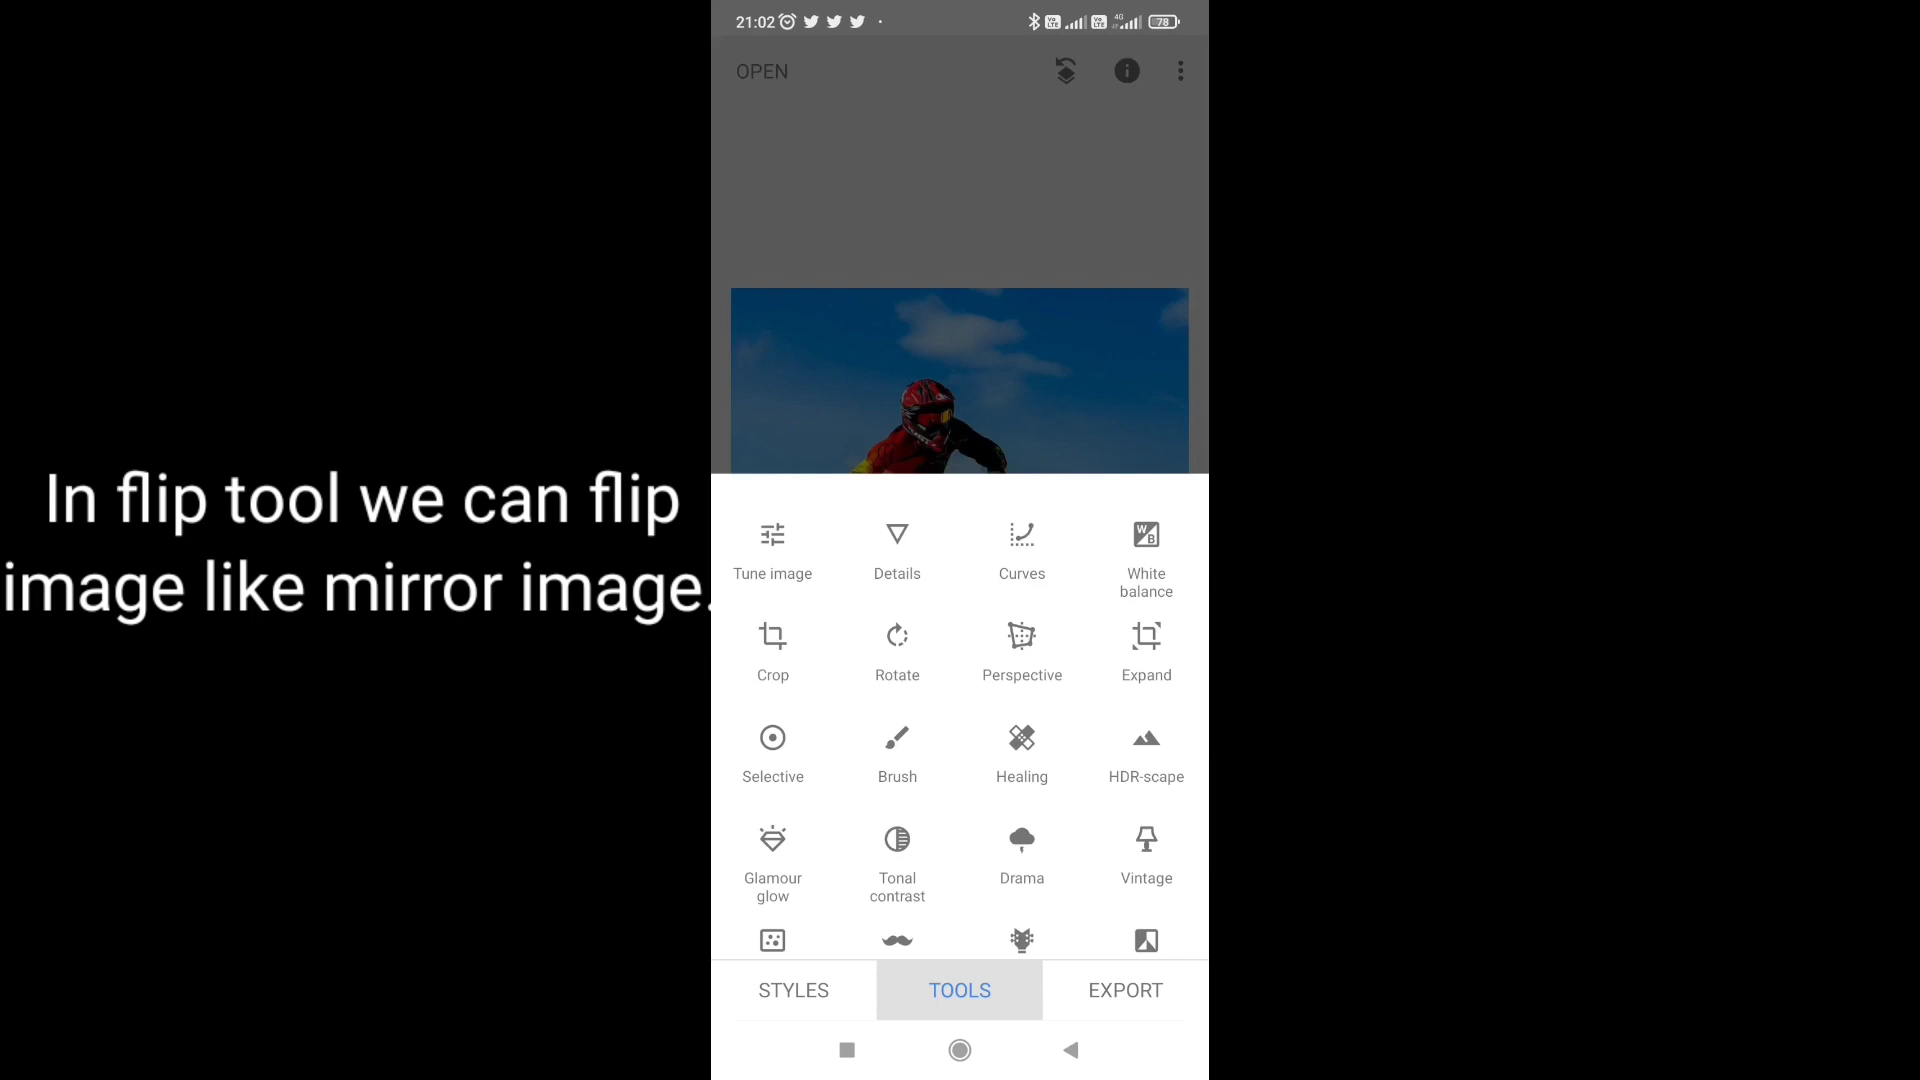 21:02
78
OPEN
In flip tool we can flip
image like mirror image.
Tune image
Details
Curves
White
balance
Crop
Rotate
Perspective
Expand
Selective
Brush
Healing
HDR-scape
Glamour
glow
Tonal
contrast
Drama
Vintage
STYLES
TOOLS
EXPORT